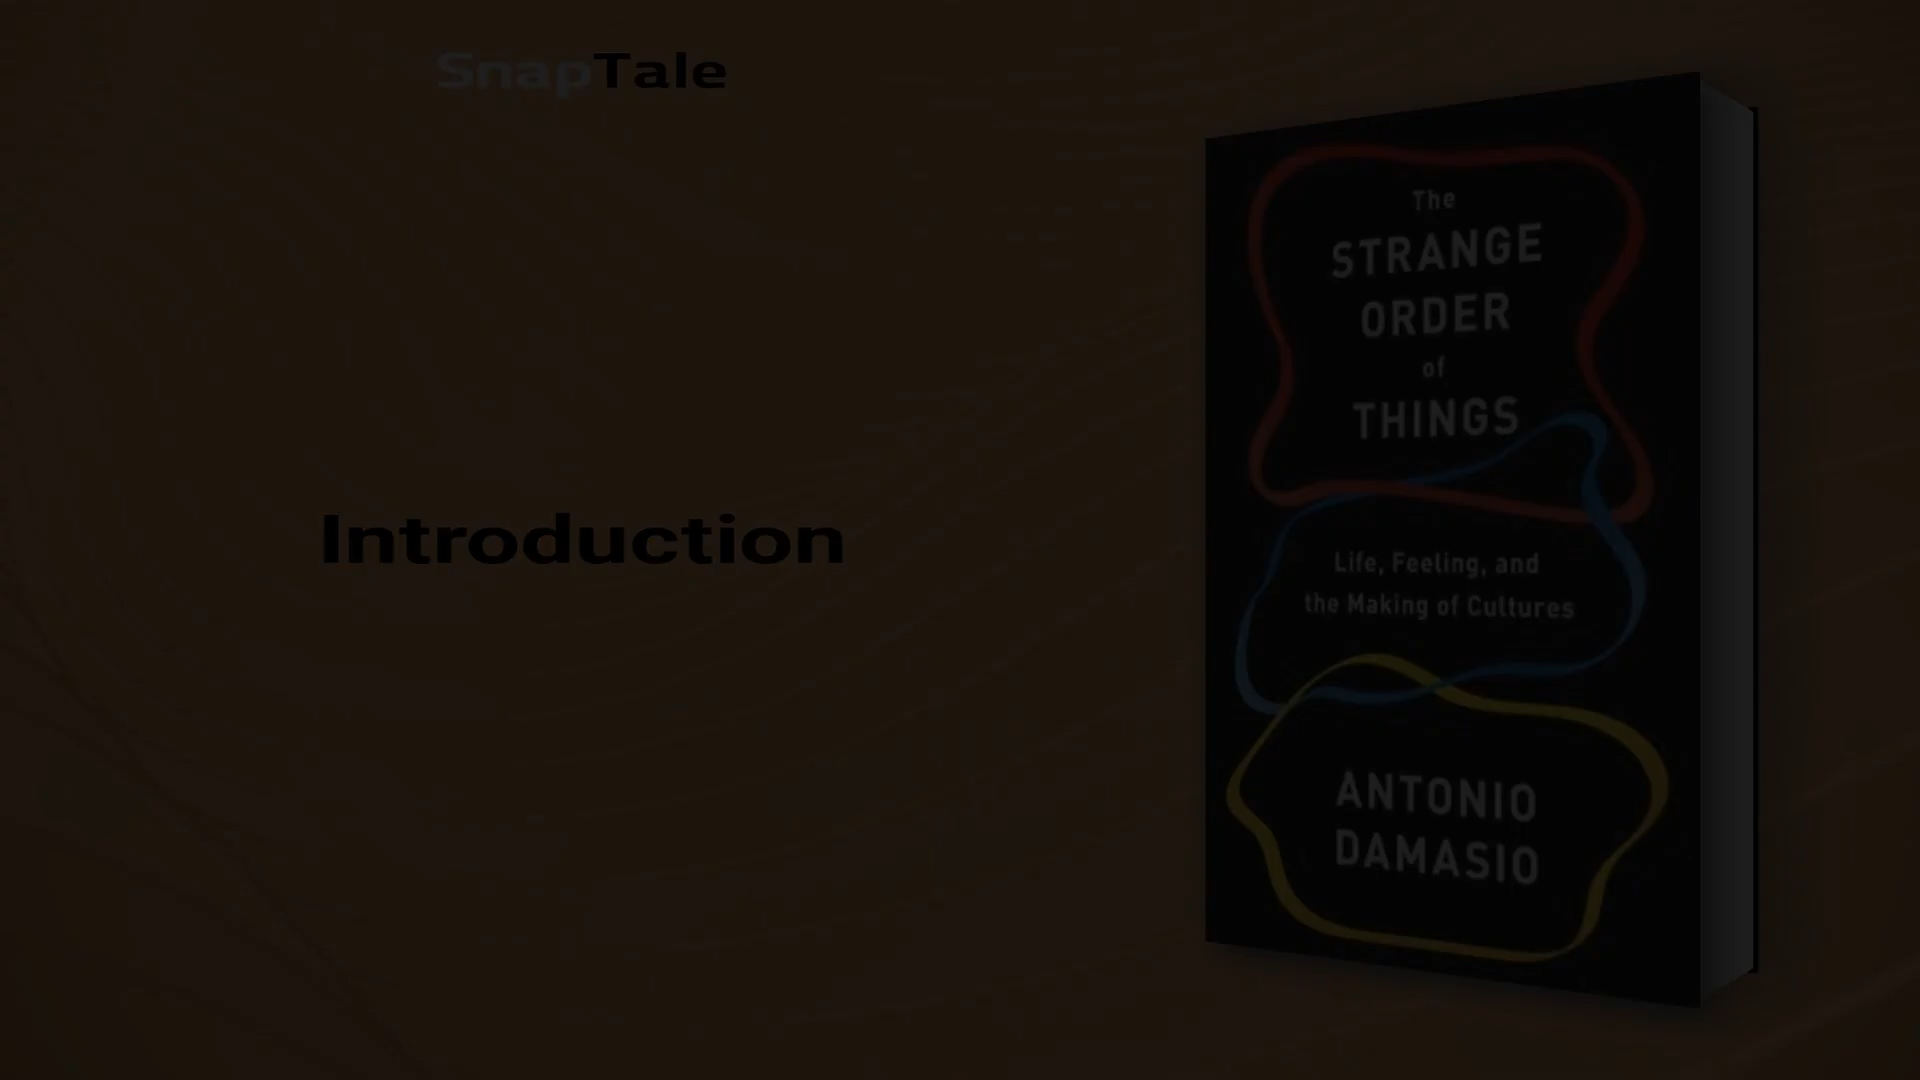 SnapTale
Introduction
The
STRANGE
ORDER
of
THINGS
Life, Feeling, and
the Making of Cultures
ANTONIO
DAMASIO